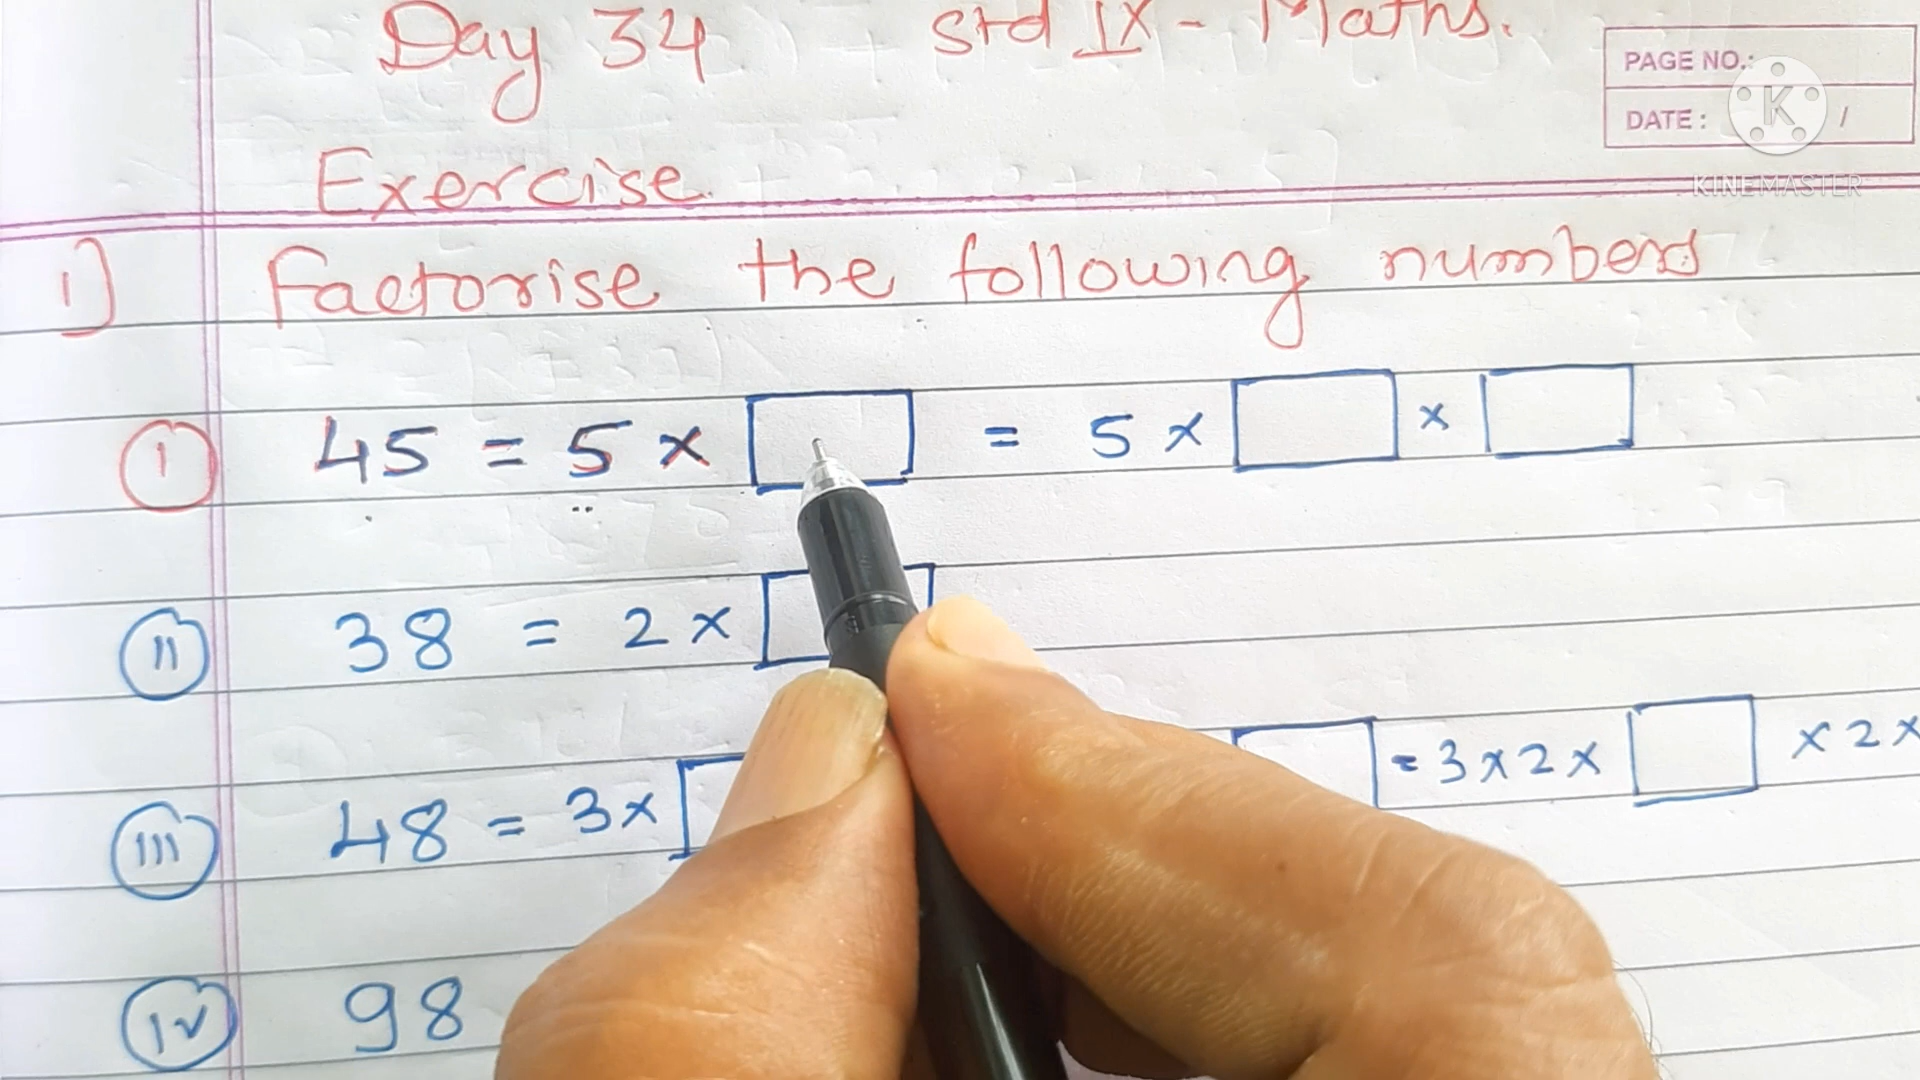 Day 34 Std IX - Maths.
PAGE NO.:
DATE : /
K
KINEMASTER
Exercise
1) Factorise the following numbers
I 45 = 5 × = 5 × ×
II 38 = 2 ×
III 48 = 3 × = 3 × 2 × × 2 ×
IV 98